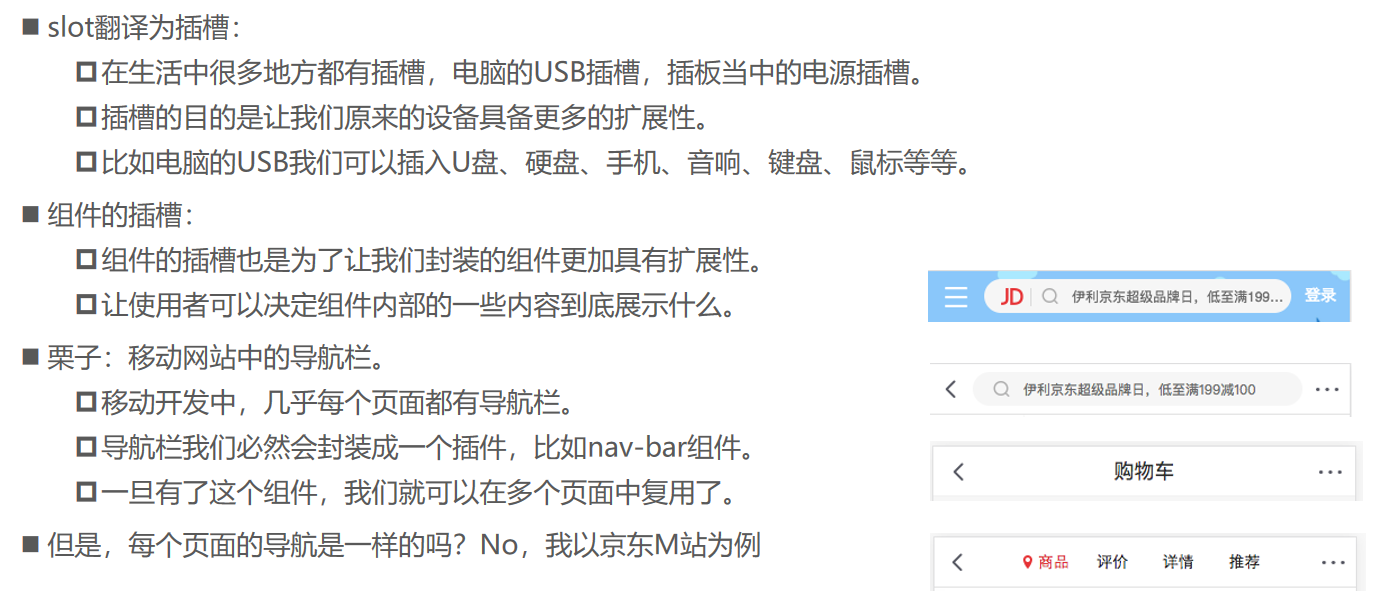 slot翻译为插槽：
在生活中很多地方都有插槽，电脑的USB插槽，插板当中的电源插槽。
插槽的目的是让我们原来的设备具备更多的扩展性。
比如电脑的USB我们可以插入U盘、硬盘、手机、音响、键盘、鼠标等等。
组件的插槽：
组件的插槽也是为了让我们封装的组件更加具有扩展性。
让使用者可以决定组件内部的一些内容到底展示什么。
栗子：移动网站中的导航栏。
移动开发中，几乎每个页面都有导航栏。
导航栏我们必然会封装成一个插件，比如nav-bar组件。
一旦有了这个组件，我们就可以在多个页面中复用了。
但是，每个页面的导航是一样的吗？No，我以京东M站为例
JD 伊利京东超级品牌日，低至满199... 登录
伊利京东超级品牌日，低至满199减100 ···
购物车 ···
商品 评价 详情 推荐 ···